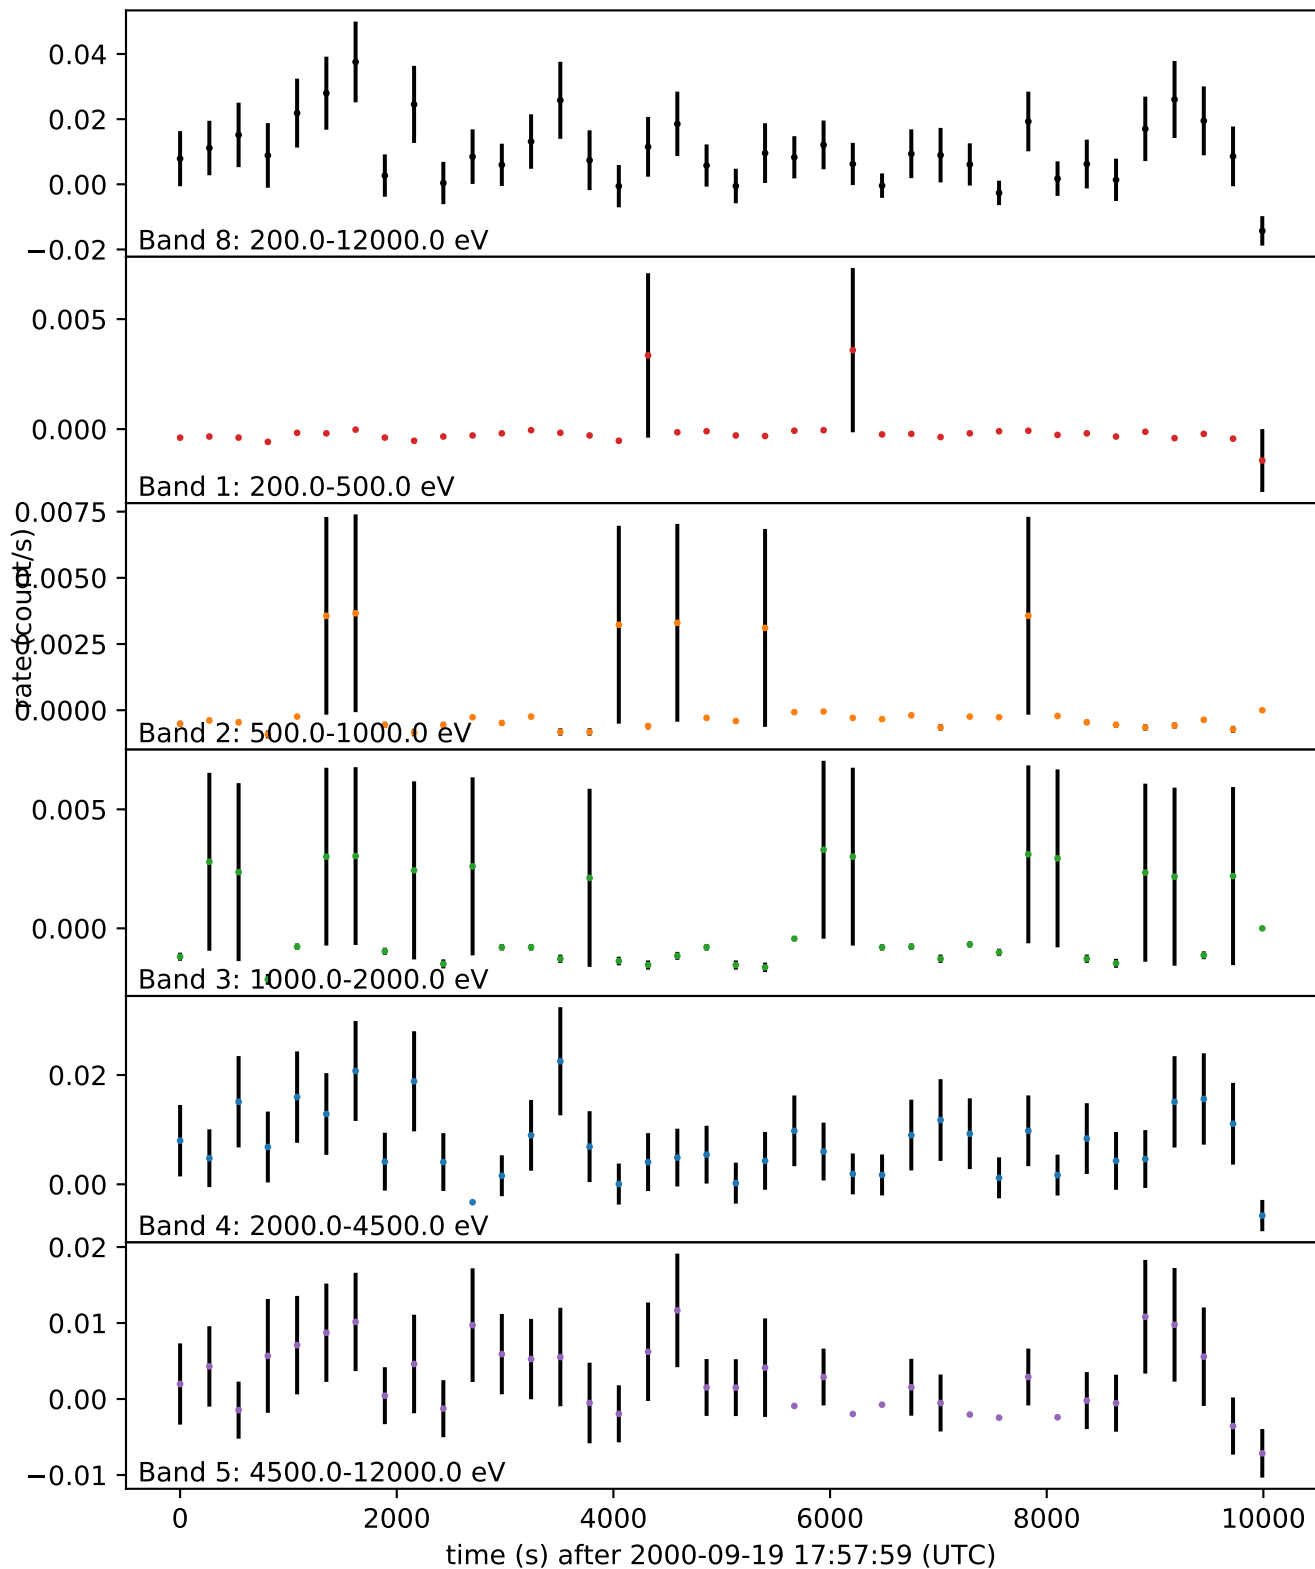 0.04
0.02
0.00
−0.02
Band 8: 200.0-12000.0 eV
0.005
0.000
Band 1: 200.0-500.0 eV
rate (count/s)
0.0075
0.0050
0.0025
0.0000
Band 2: 500.0-1000.0 eV
0.005
0.000
Band 3: 1000.0-2000.0 eV
0.02
0.00
Band 4: 2000.0-4500.0 eV
0.02
0.01
0.00
−0.01
Band 5: 4500.0-12000.0 eV
0 2000 4000 6000 8000 10000
time (s) after 2000-09-19 17:57:59 (UTC)